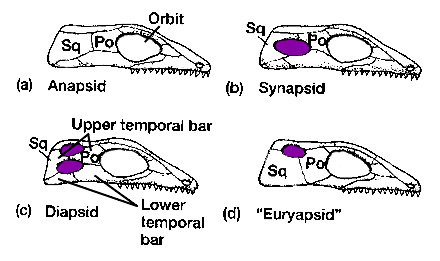 Orbit
Sq
Po
(a) Anapsid
Sq
Po
(b) Synapsid
Upper temporal bar
Sq
Po
(c) Diapsid
Lower
temporal
bar
Sq
Po
(d) "Euryapsid"